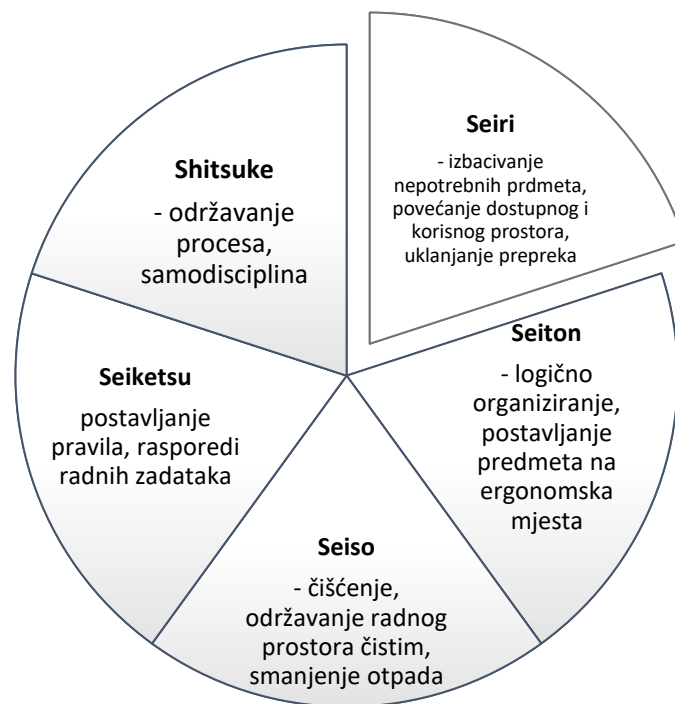 Seiri
- izbacivanje
nepotrebnih prdmeta,
povećanje dostupnog i
korisnog prostora,
uklanjanje prepreka
Seiton
- logično
organiziranje,
postavljanje
predmeta na
ergonomska
mjesta
Seiso
- čišćenje,
održavanje radnog
prostora čistim,
smanjenje otpada
Seiketsu
postavljanje
pravila, rasporedi
radnih zadataka
Shitsuke
- održavanje
procesa,
samodisciplina